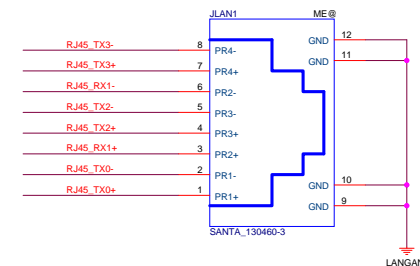 JLAN1 ME@
RJ45_TX3- 8 PR4- GND 12
RJ45_TX3+ 7 PR4+ GND 11
RJ45_RX1- 6 PR2-
RJ45_TX2- 5 PR3-
RJ45_TX2+ 4 PR3+
RJ45_RX1+ 3 PR2+
RJ45_TX0- 2 PR1- GND 10
RJ45_TX0+ 1 PR1+ GND 9
SANTA_130460-3